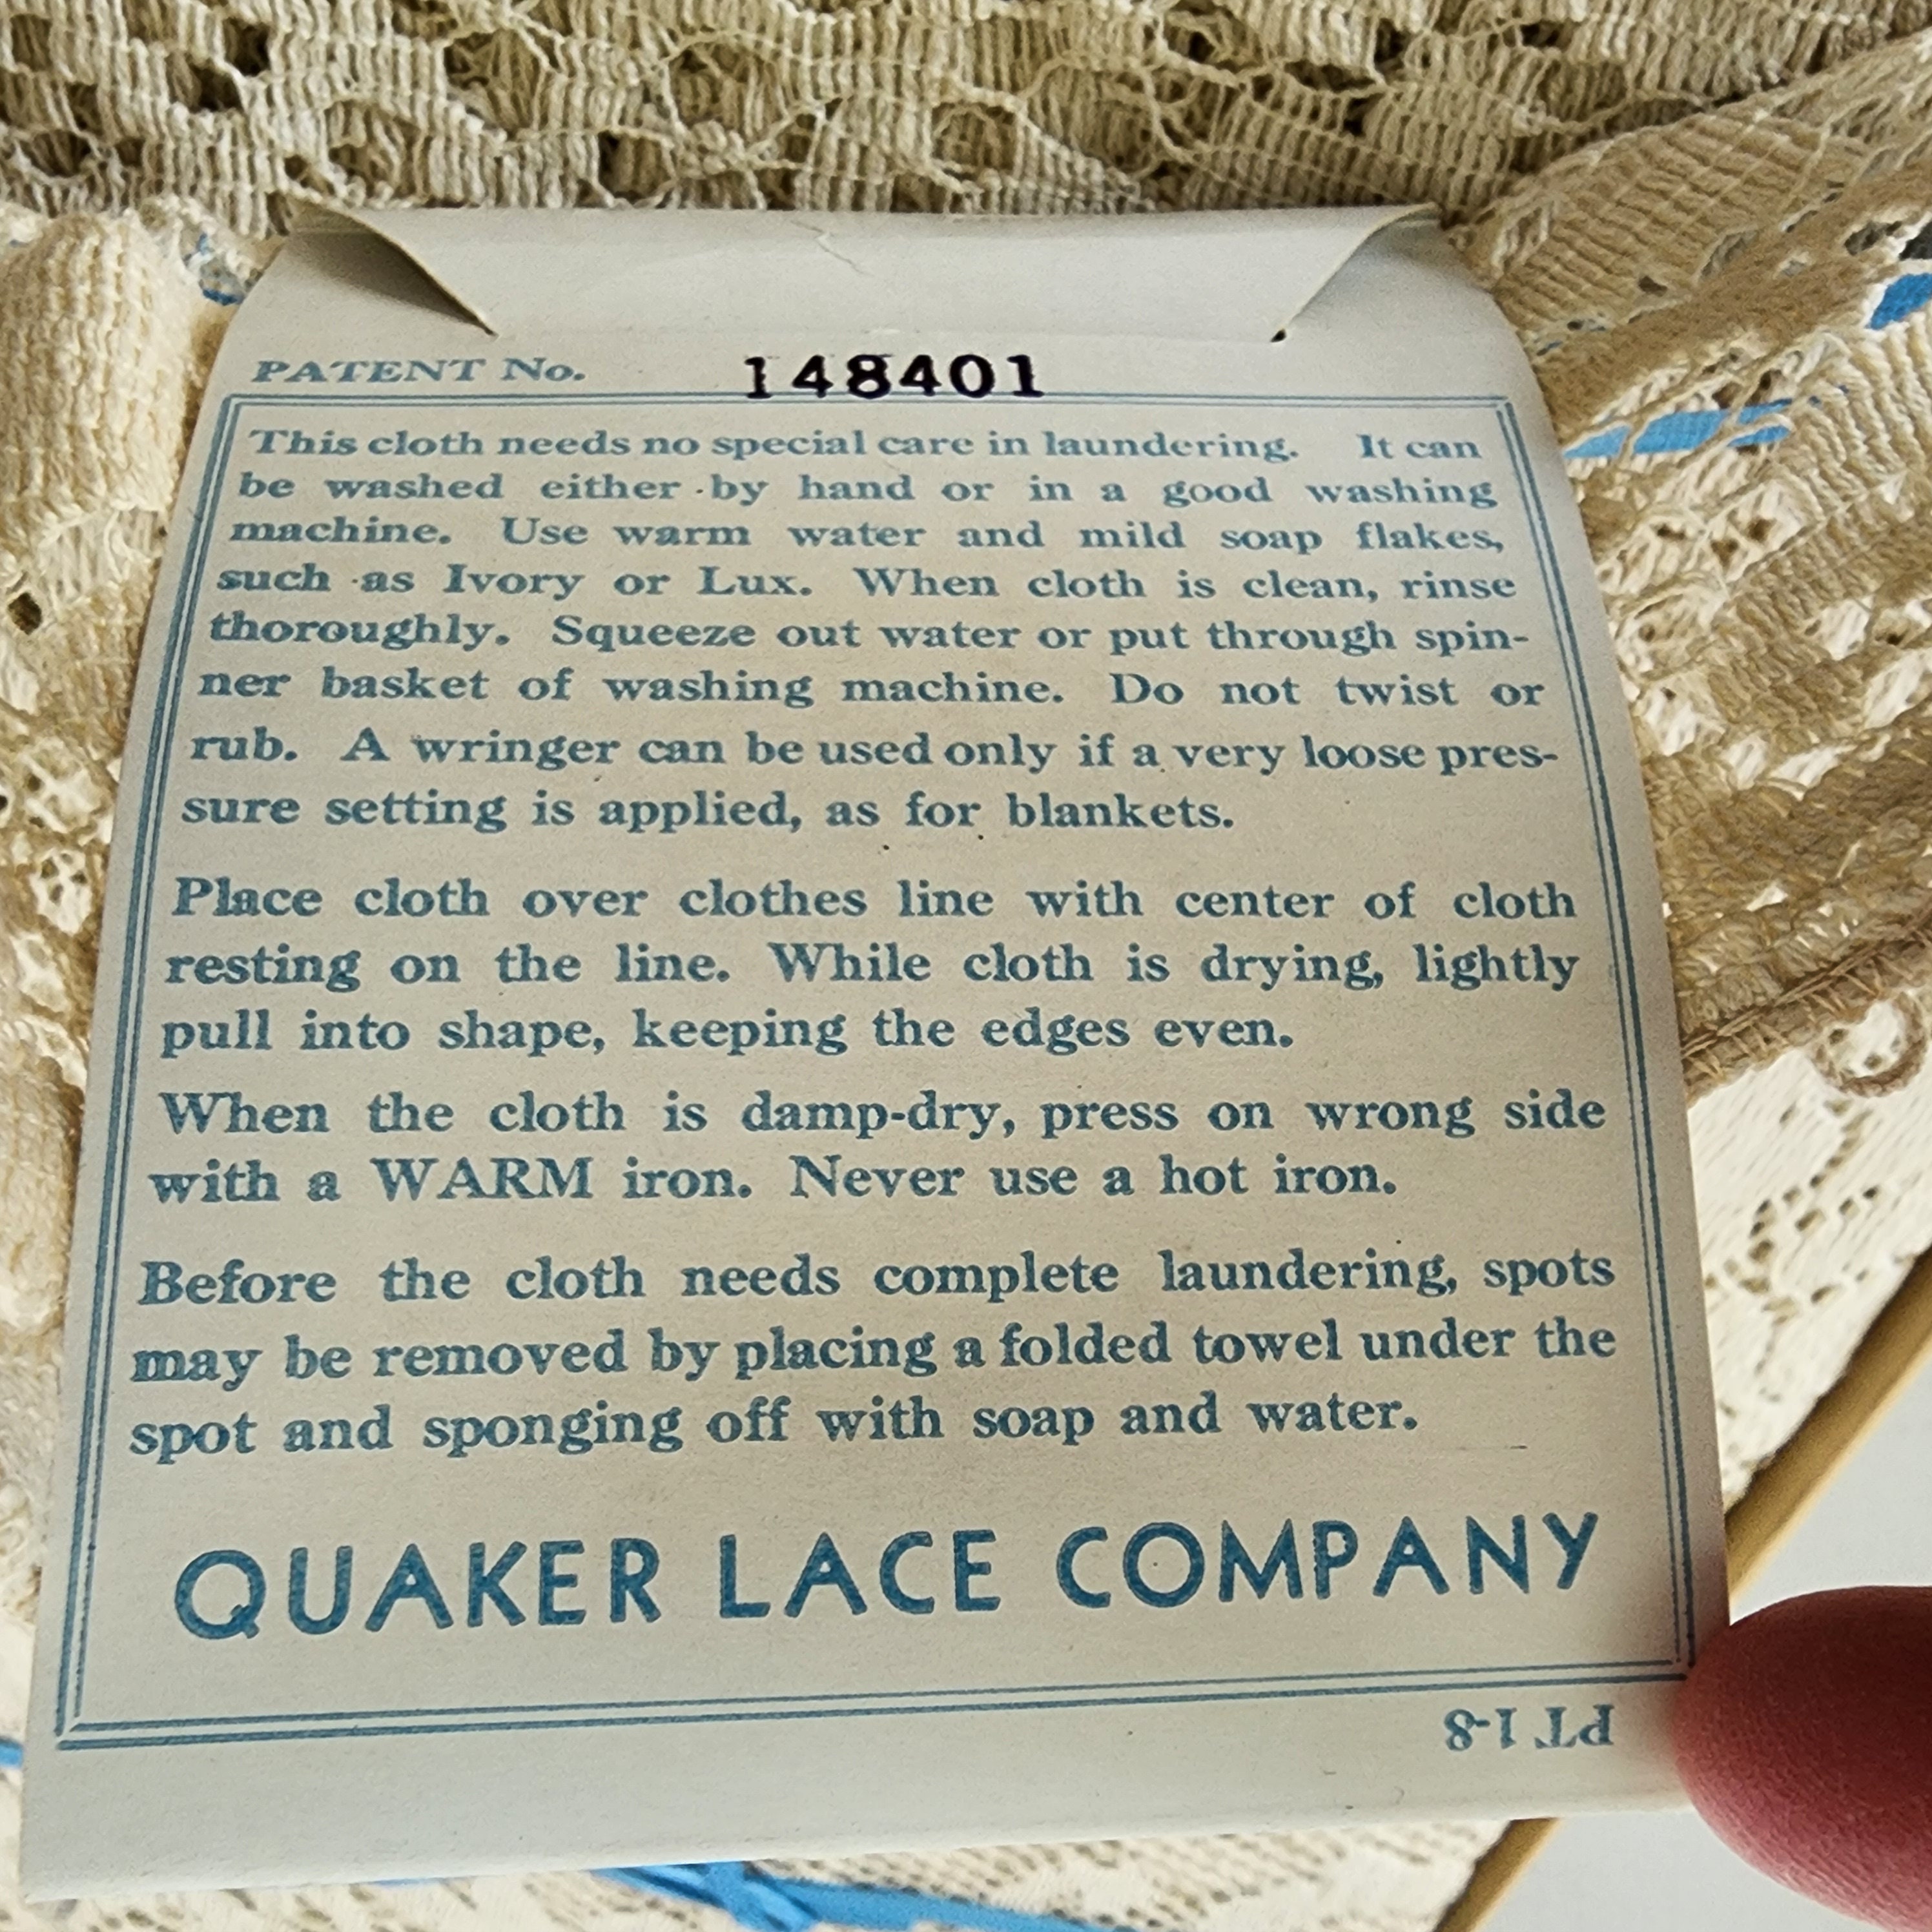 PATENT No. 148401
This cloth needs no special care in laundering. It can
be washed either by hand or in a good washing
machine. Use warm water and mild soap flakes,
such as Ivory or Lux. When cloth is clean, rinse
thoroughly. Squeeze out water or put through spin-
ner basket of washing machine. Do not twist or
rub. A wringer can be used only if a very loose pres-
sure setting is applied, as for blankets.
Place cloth over clothes line with center of cloth
resting on the line. While cloth is drying, lightly
pull into shape, keeping the edges even.
When the cloth is damp-dry, press on wrong side
with a WARM iron. Never use a hot iron.
Before the cloth needs complete laundering, spots
may be removed by placing a folded towel under the
spot and sponging off with soap and water.
QUAKER LACE COMPANY
PT 1-8